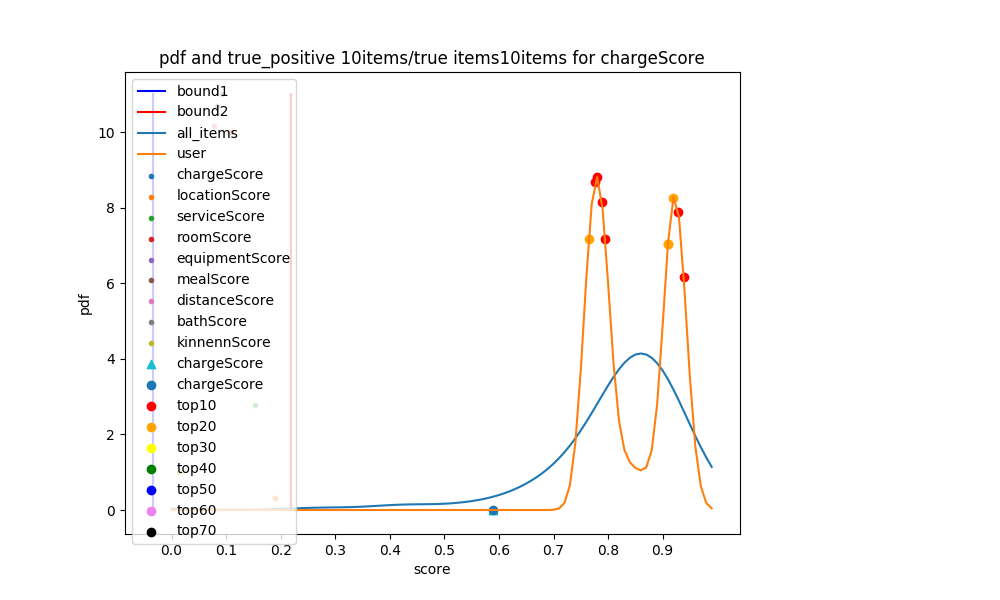 pdf and true_positive 10items/true items10items for chargeScore
bound1
bound2
all_items
user
chargeScore
locationScore
serviceScore
roomScore
equipmentScore
mealScore
distanceScore
bathScore
kinnennScore
chargeScore
chargeScore
top10
top20
top30
top40
top50
top60
top70
pdf
10
8
6
4
2
0
0.0 0.1 0.2 0.3 0.4 0.5 0.6 0.7 0.8 0.9
score